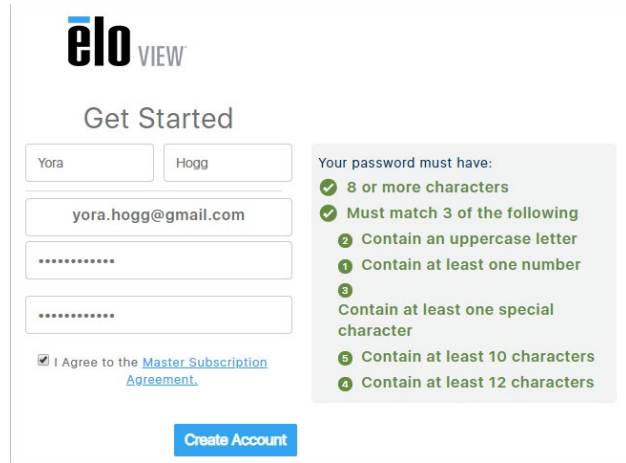 ēlo VIEW
Get Started
Yora
Hogg
yora.hogg@gmail.com
••••••••••••
••••••••••••
I Agree to the Master Subscription
Agreement.
Create Account
Your password must have:
8 or more characters
Must match 3 of the following
2 Contain an uppercase letter
1 Contain at least one number
3
Contain at least one special
character
5 Contain at least 10 characters
4 Contain at least 12 characters